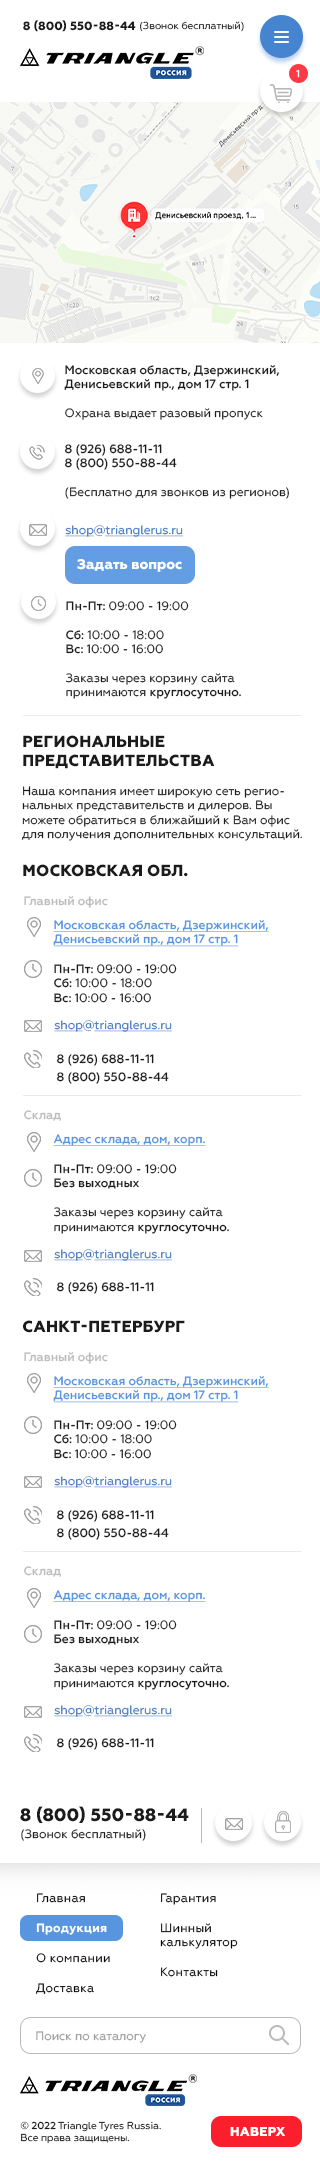 8 (800) 550-88-44 (Звонок бесплатный)
TRIANGLE®
РОССИЯ
1
Денисьевский пр-д
Денисьевский проезд, 1...
15
1с2
17с20
24
Московская область, Дзержинский,
Денисьевский пр., дом 17 стр. 1
Охрана выдает разовый пропуск
8 (926) 688-11-11
8 (800) 550-88-44
(Бесплатно для звонков из регионов)
shop@trianglerus.ru
Задать вопрос
Пн-Пт: 09:00 - 19:00
Сб: 10:00 - 18:00
Вс: 10:00 - 16:00
Заказы через корзину сайта
принимаются круглосуточно.
РЕГИОНАЛЬНЫЕ
ПРЕДСТАВИТЕЛЬСТВА
Наша компания имеет широкую сеть регио-
нальных представительств и дилеров. Вы
можете обратиться в ближайший к Вам офис
для получения дополнительных консультаций.
МОСКОВСКАЯ ОБЛ.
Главный офис
Московская область, Дзержинский,
Денисьевский пр., дом 17 стр. 1
Пн-Пт: 09:00 - 19:00
Сб: 10:00 - 18:00
Вс: 10:00 - 16:00
shop@trianglerus.ru
8 (926) 688-11-11
8 (800) 550-88-44
Склад
Адрес склада, дом, корп.
Пн-Пт: 09:00 - 19:00
Без выходных
Заказы через корзину сайта
принимаются круглосуточно.
shop@trianglerus.ru
8 (926) 688-11-11
САНКТ-ПЕТЕРБУРГ
Главный офис
Московская область, Дзержинский,
Денисьевский пр., дом 17 стр. 1
Пн-Пт: 09:00 - 19:00
Сб: 10:00 - 18:00
Вс: 10:00 - 16:00
shop@trianglerus.ru
8 (926) 688-11-11
8 (800) 550-88-44
Склад
Адрес склада, дом, корп.
Пн-Пт: 09:00 - 19:00
Без выходных
Заказы через корзину сайта
принимаются круглосуточно.
shop@trianglerus.ru
8 (926) 688-11-11
8 (800) 550-88-44
(Звонок бесплатный)
Главная
Продукция
О компании
Доставка
Гарантия
Шинный
калькулятор
Контакты
Поиск по каталогу
TRIANGLE®
РОССИЯ
© 2022 Triangle Tyres Russia.
Все права защищены.
НАВЕРХ